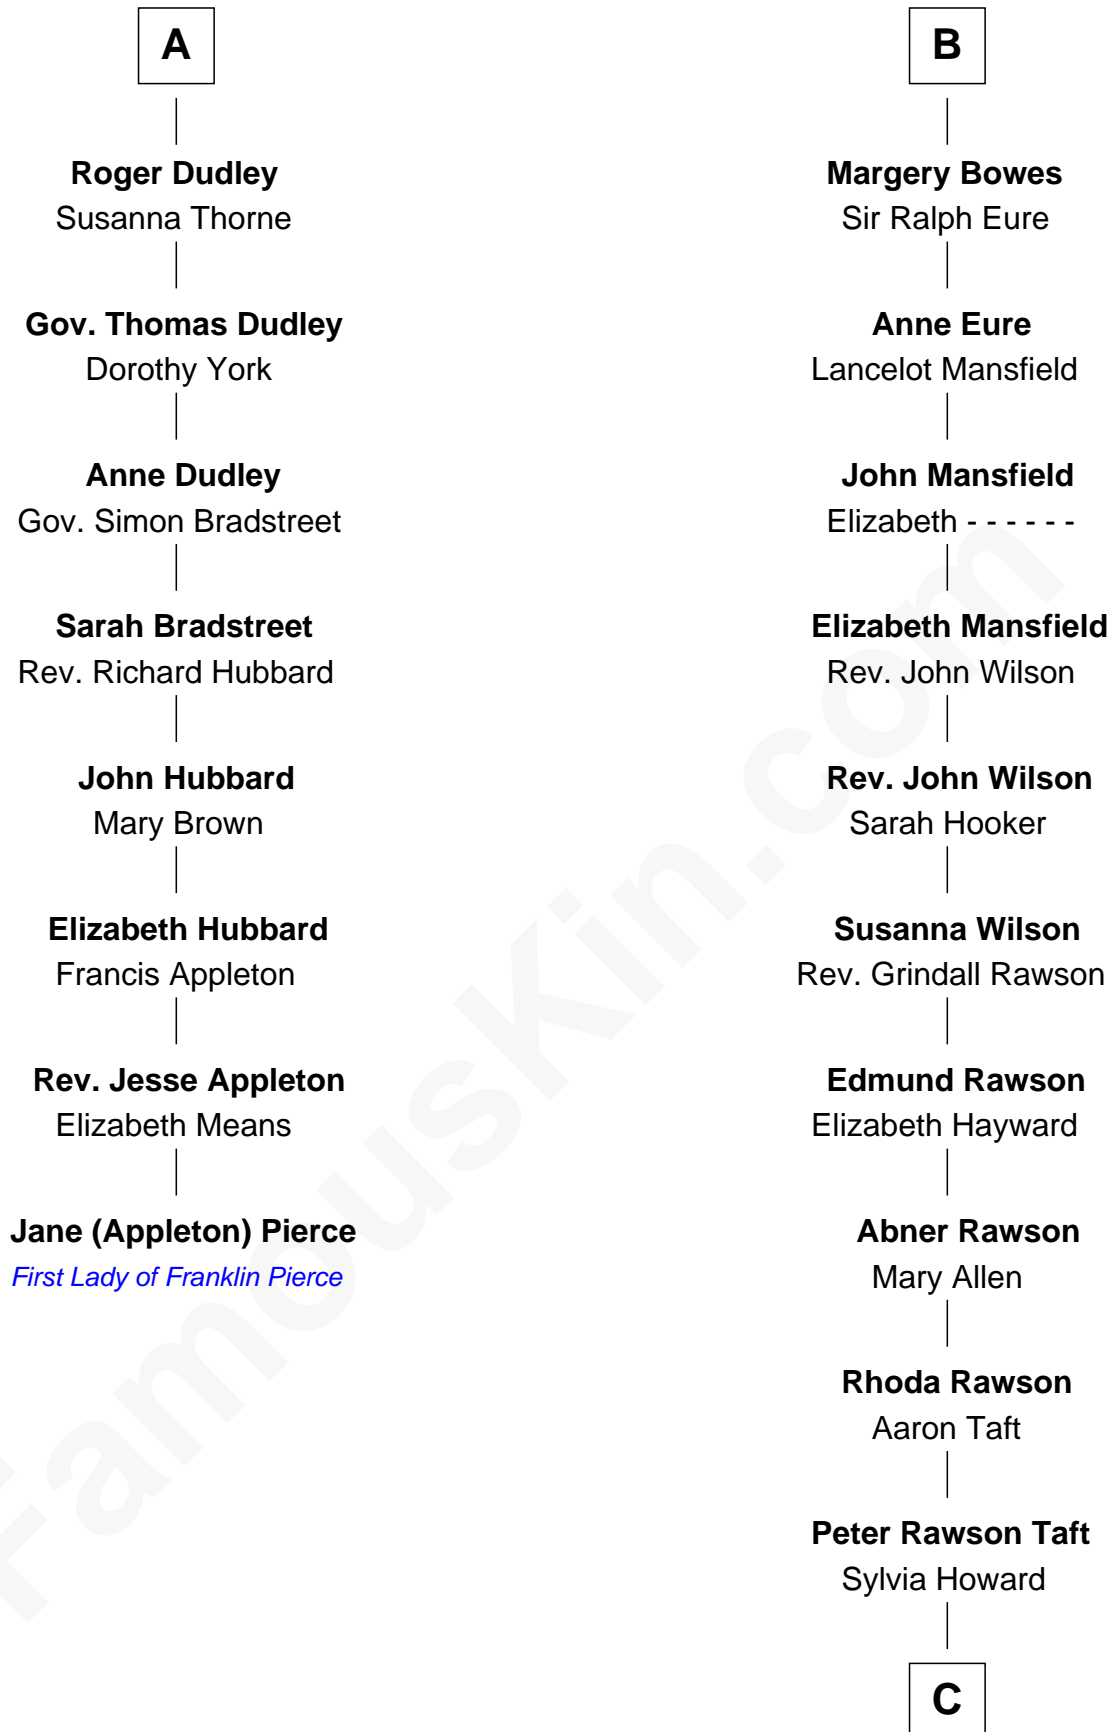 A
Roger Dudley
Susanna Thorne
Gov. Thomas Dudley
Dorothy York
Anne Dudley
Gov. Simon Bradstreet
Sarah Bradstreet
Rev. Richard Hubbard
John Hubbard
Mary Brown
Elizabeth Hubbard
Francis Appleton
Rev. Jesse Appleton
Elizabeth Means
Jane (Appleton) Pierce
First Lady of Franklin Pierce
B
Margery Bowes
Sir Ralph Eure
Anne Eure
Lancelot Mansfield
John Mansfield
Elizabeth - - - - - -
Elizabeth Mansfield
Rev. John Wilson
Rev. John Wilson
Sarah Hooker
Susanna Wilson
Rev. Grindall Rawson
Edmund Rawson
Elizabeth Hayward
Abner Rawson
Mary Allen
Rhoda Rawson
Aaron Taft
Peter Rawson Taft
Sylvia Howard
C
FamousKin.com